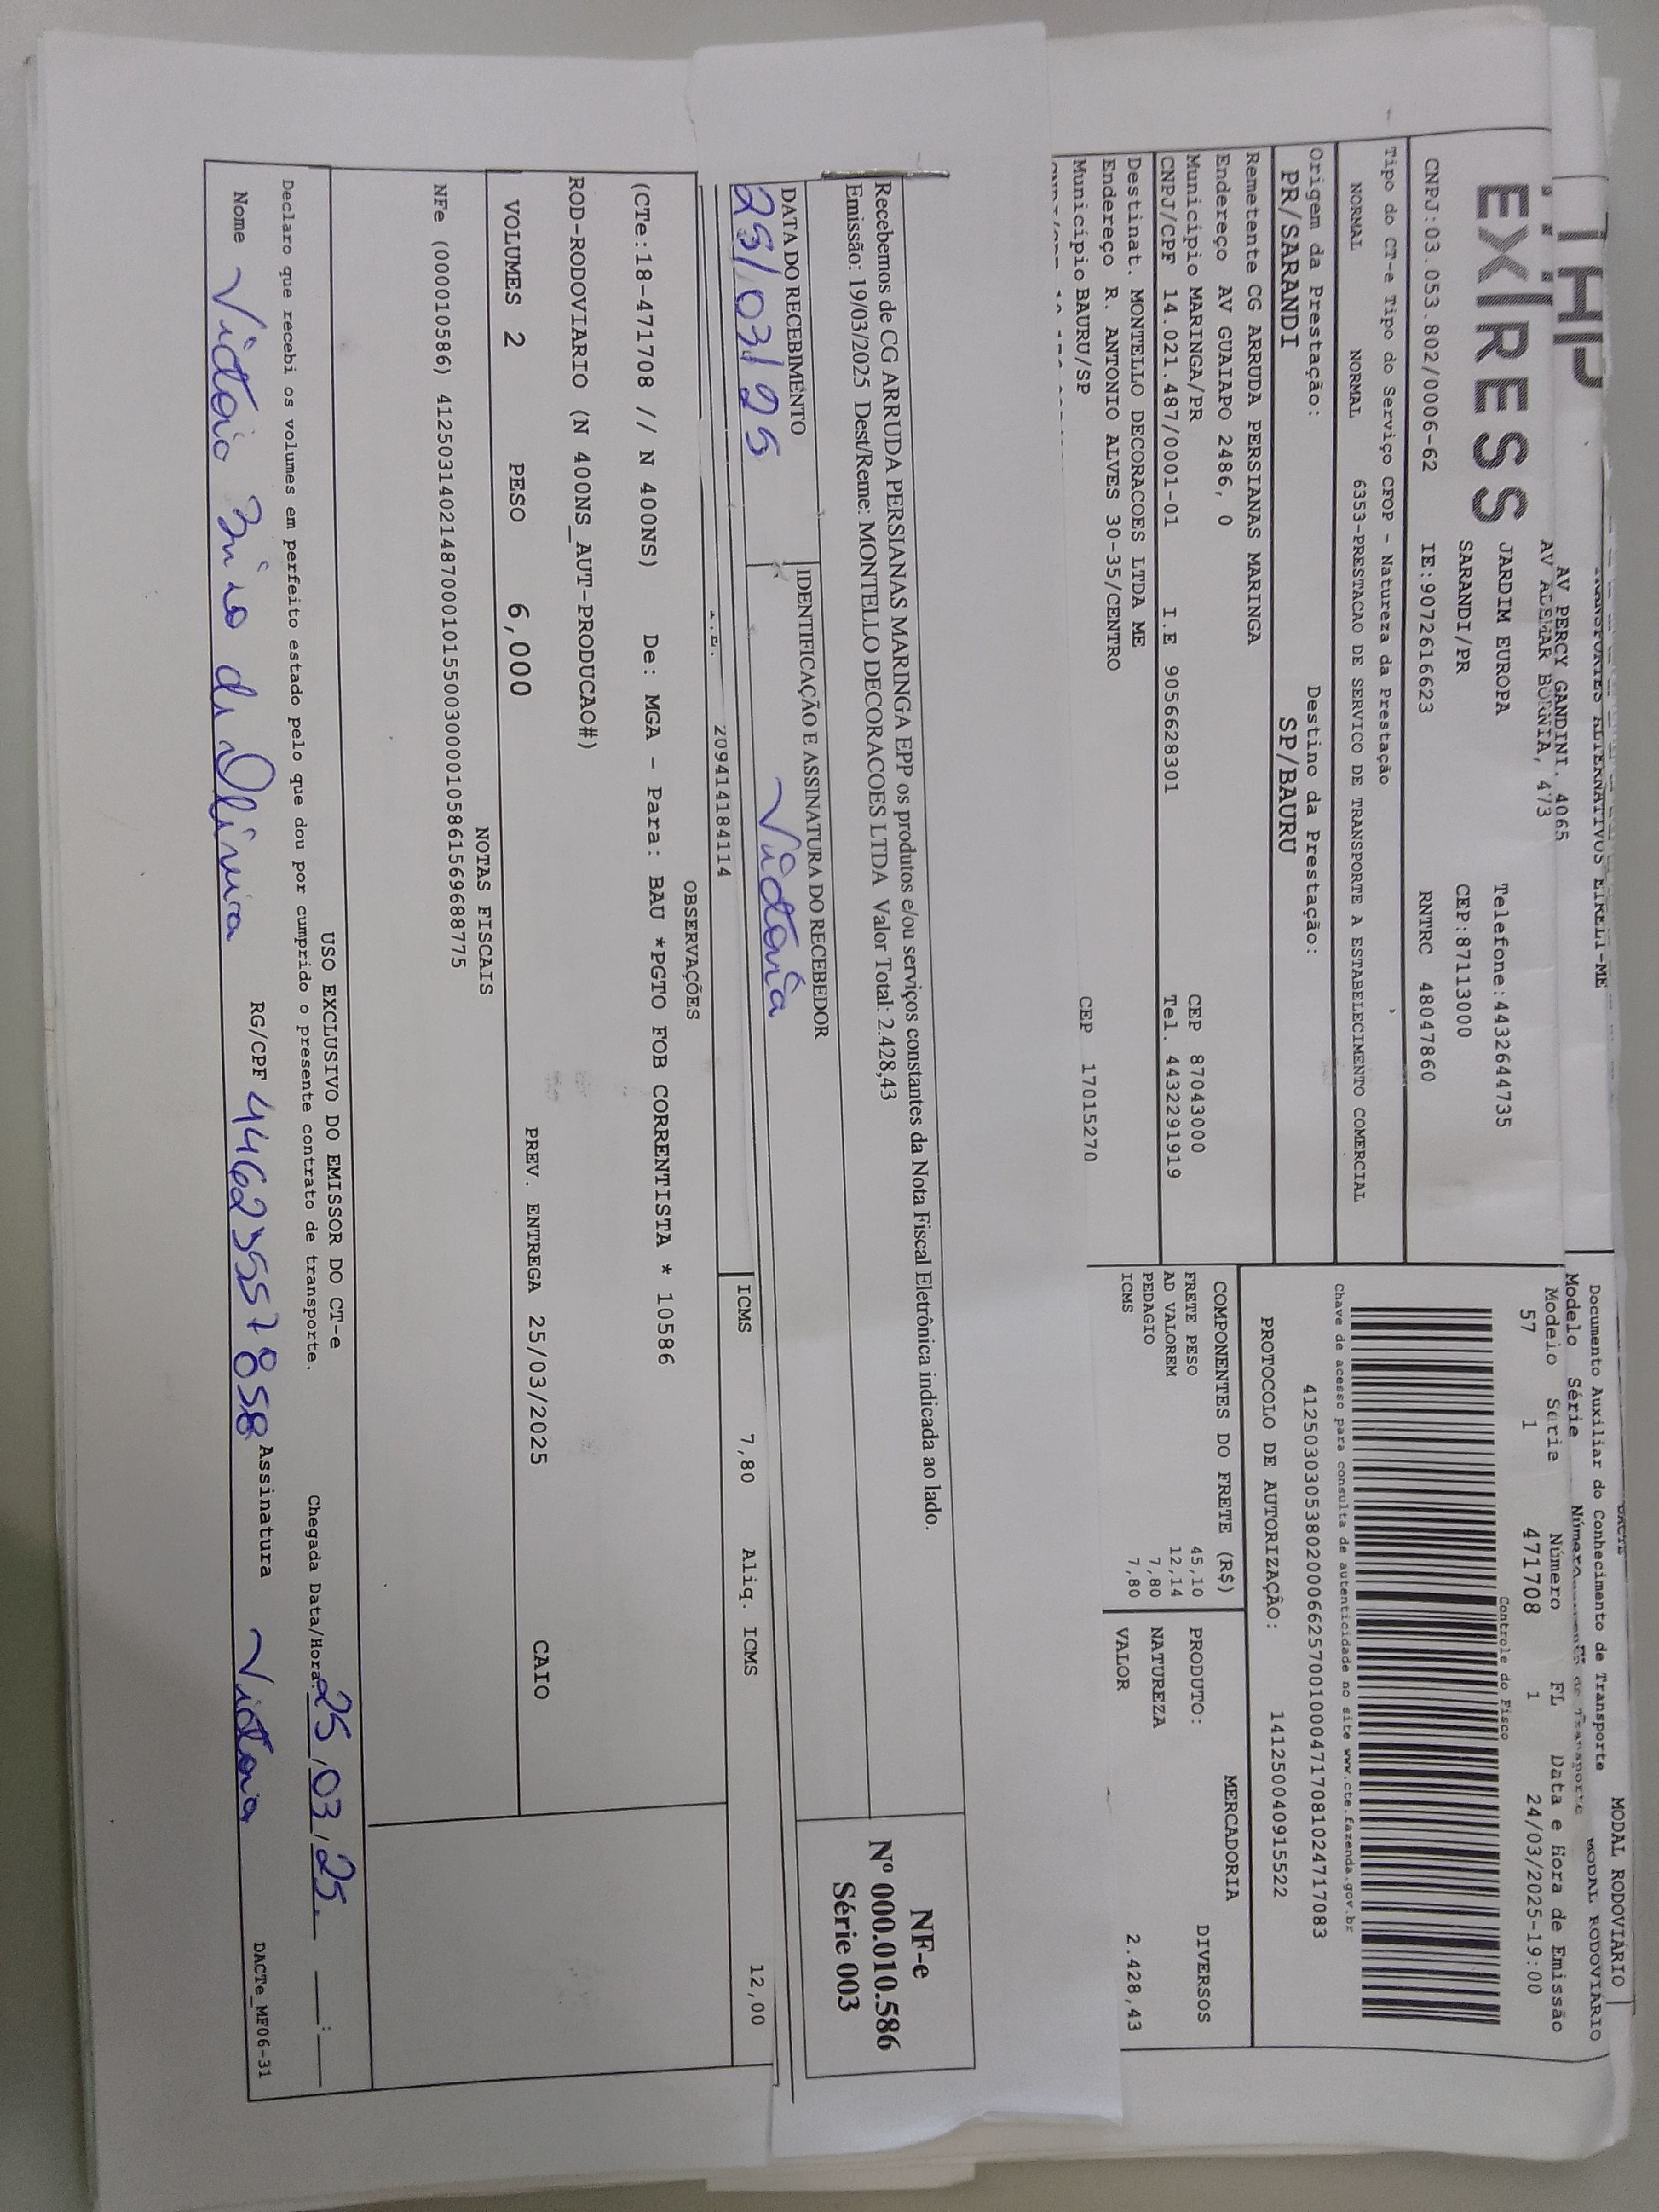 THP
EXPRESS
TRANSPORTES ALTERNATIVOS EIRELI-ME
AV PERCY GANDINI, 4065
AV ADEMAR BORNIA, 473
JARDIM EUROPA Telefone:4432644735
SARANDI/PR CEP:87113000
CNPJ:03.053.802/0006-62 IE:9072616623 RNTRC 48047860
MODAL RODOVIÁRIO
Documento Auxiliar do Conhecimento de Transporte
MODAL RODOVIÁRIO
Modelo Série Número
Modelo Serie Número FL Data e Hora de Emissão
57 1 471708 1 24/03/2025-19:00
Controle do Fisco
Chave de acesso para consulta de autenticidade no site www.cte.fazenda.gov.br
41250303053802000662570010004717081024717083
PROTOCOLO DE AUTORIZAÇÃO: 141250040915522
Tipo do CT-e Tipo do Serviço CFOP - Natureza da Prestação
NORMAL NORMAL 6353-PRESTACAO DE SERVICO DE TRANSPORTE A ESTABELECIMENTO COMERCIAL
Origem da Prestação: Destino da Prestação:
PR/SARANDI SP/BAURU
Remetente CG ARRUDA PERSIANAS MARINGA
Endereço AV GUAIAPO 2486, 0
Município MARINGA/PR CEP 87043000
CNPJ/CPF 14.021.487/0001-01 I.E 9056628301 Tel. 4432291919
Destinat. MONTELLO DECORACOES LTDA ME
Endereço R. ANTONIO ALVES 30-35/CENTRO
Município BAURU/SP CEP 17015270
COMPONENTES DO FRETE (R$)
FRETE PESO 45,10
AD VALOREM 12,14
PEDAGIO 7,80
ICMS 7,80
MERCADORIA
PRODUTO: DIVERSOS
NATUREZA
VALOR 2.428,43
Recebemos de CG ARRUDA PERSIANAS MARINGA EPP os produtos e/ou serviços constantes da Nota Fiscal Eletrônica indicada ao lado.
Emissão: 19/03/2025 Dest/Reme: MONTELLO DECORACOES LTDA Valor Total: 2.428,43
NF-e
Nº 000.010.586
Série 003
DATA DO RECEBIMENTO IDENTIFICAÇÃO E ASSINATURA DO RECEBEDOR
25/03/25 Victoria
209414184114
ICMS 7,80 Aliq. ICMS 12,00
OBSERVAÇÕES
(CTe:18-471708 // N 400NS) De: MGA - Para: BAU *PGTO FOB CORRENTISTA * 10586
ROD-RODOVIARIO (N 400NS_AUT-PRODUCAO#)
VOLUMES 2 PESO 6,000 PREV. ENTREGA 25/03/2025 CAIO
NOTAS FISCAIS
NFe (000010586) 41250314021487000101550030000105861569688775
USO EXCLUSIVO DO EMISSOR DO CT-e
Declaro que recebi os volumes em perfeito estado pelo que dou por cumprido o presente contrato de transporte. Chegada Data/Hora: 25/03/25 __:__
Nome Victoria de Oliveira RG/CPF 44623557858 Assinatura Victoria
DACTe_MF06-31